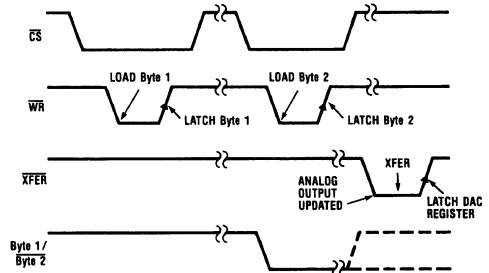 CS
LOAD Byte 1
LOAD Byte 2
WR
LATCH Byte 1
LATCH Byte 2
XFER
XFER
ANALOG
OUTPUT
UPDATED
LATCH DAC
REGISTER
Byte 1/
Byte 2